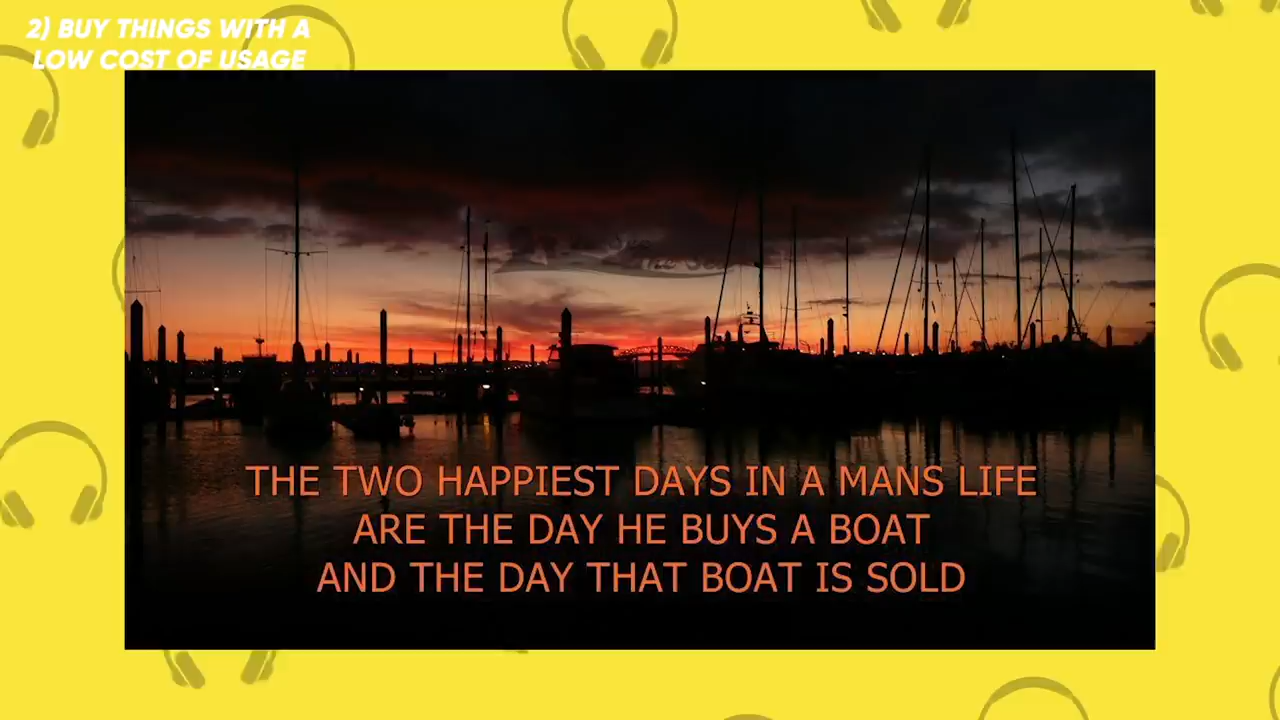 2) BUY THINGS WITH A
LOW COST OF USAGE
THE TWO HAPPIEST DAYS IN A MANS LIFE
ARE THE DAY HE BUYS A BOAT
AND THE DAY THAT BOAT IS SOLD